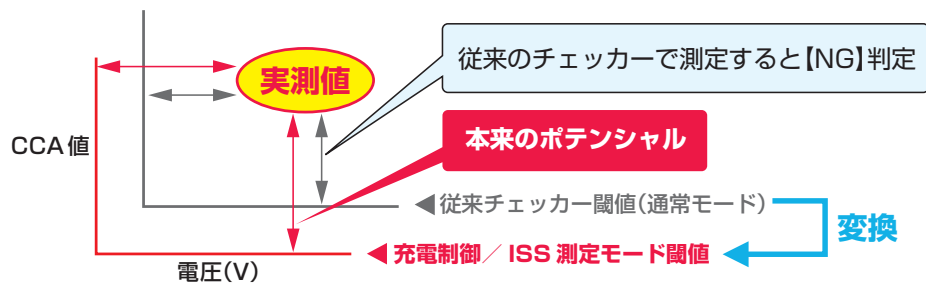 従来のチェッカーで測定すると【NG】判定
実測値
本来のポテンシャル
CCA値
従来チェッカー閾値(通常モード)
変換
充電制御／ISS 測定モード閾値
電圧(V)